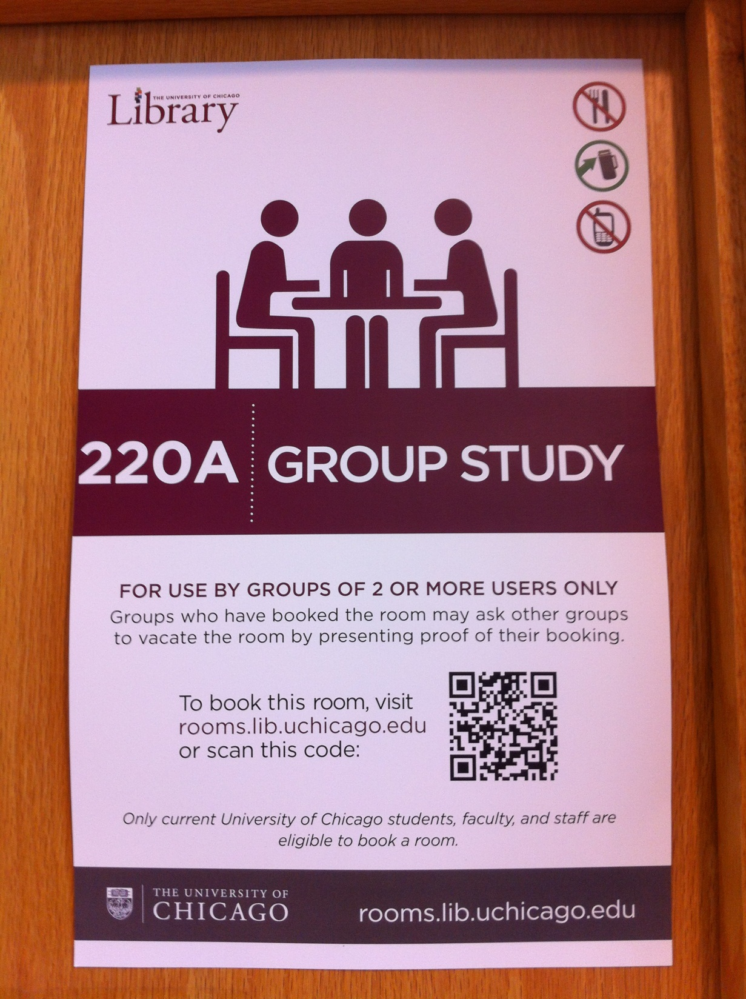 THE UNIVERSITY OF CHICAGO
Library
220A GROUP STUDY
FOR USE BY GROUPS OF 2 OR MORE USERS ONLY
Groups who have booked the room may ask other groups
to vacate the room by presenting proof of their booking.
To book this room, visit
rooms.lib.uchicago.edu
or scan this code:
Only current University of Chicago students, faculty, and staff are
eligible to book a room.
THE UNIVERSITY OF
CHICAGO
rooms.lib.uchicago.edu